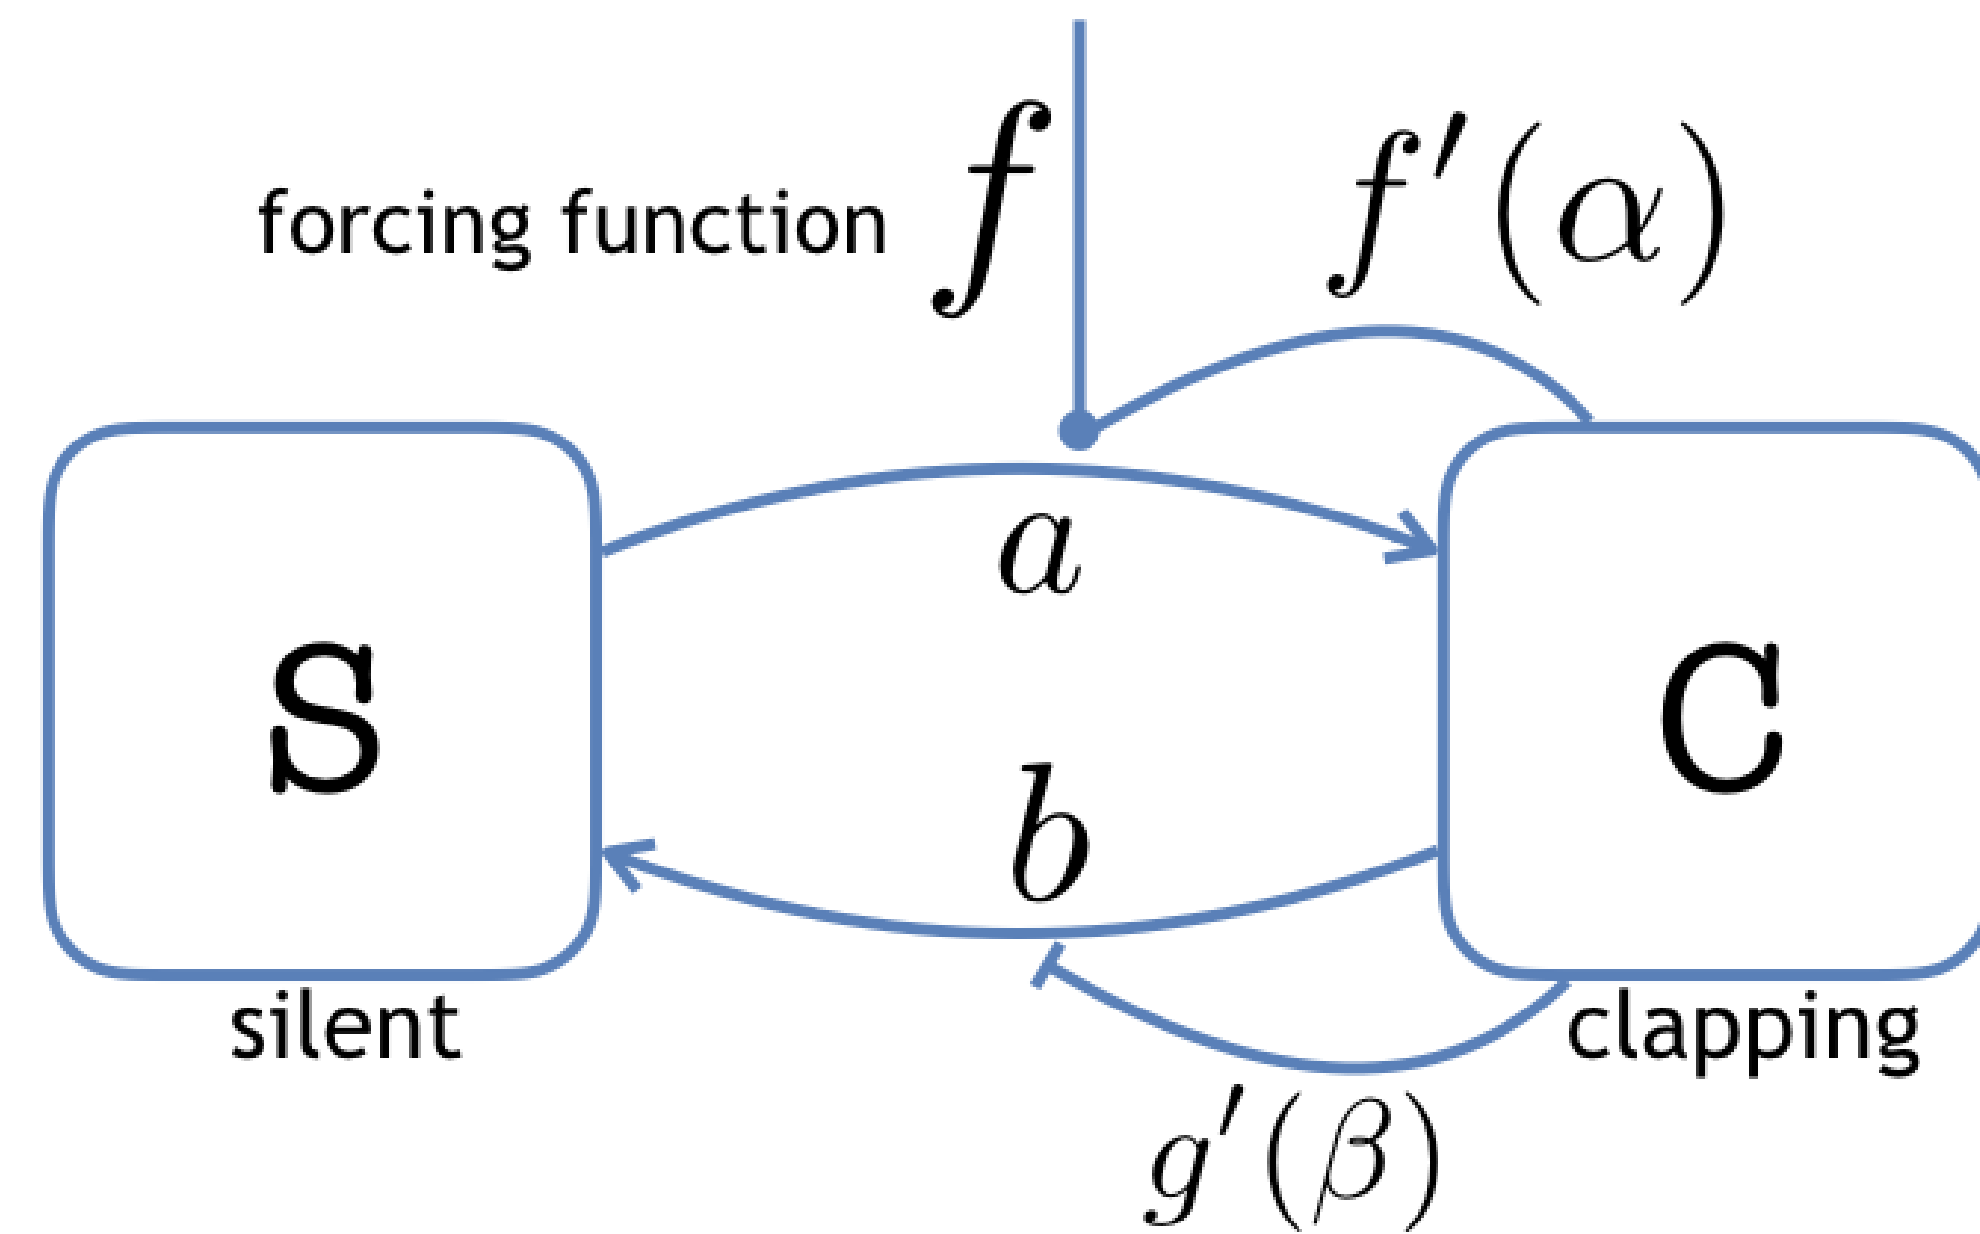 forcing function f
f′(α)
a
S
C
b
silent
clapping
g′(β)